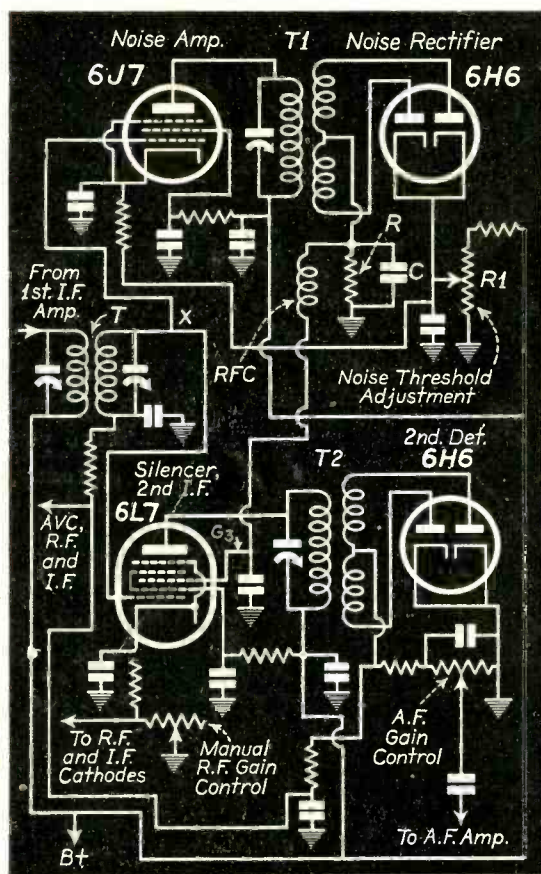 Noise Amp.
6J7
T1
Noise Rectifier
6H6
From
1st. I.F.
Amp.
T
X
R
C
R1
RFC
Noise Threshold
Adjustment
Silencer,
2nd I.F.
6L7
G3
T2
2nd. Det.
6H6
AVC,
R.F.
and
I.F.
To R.F.
and I.F.
Cathodes
Manual
R.F. Gain
Control
A.F.
Gain
Control
To A.F. Amp.
B+